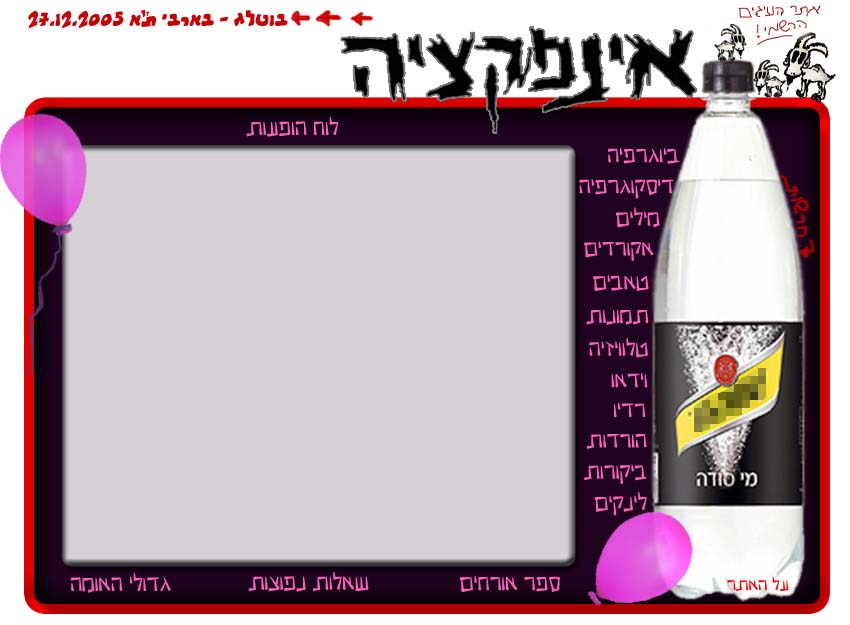 בוטלג - בארבי ת"א 27.12.2005
אתר העיזים
הרשמי!
אינפקציה
לוח הופעות
ביוגרפיה
דיסקוגרפיה
מילים
אקורדים
טאבים
תמונות
טלוויזיה
וידאו
רדיו
הורדות
ביקורות
לינקים
מי סודה
ספר אורחים
שאלות נפוצות
גדולי האומה
על האתר